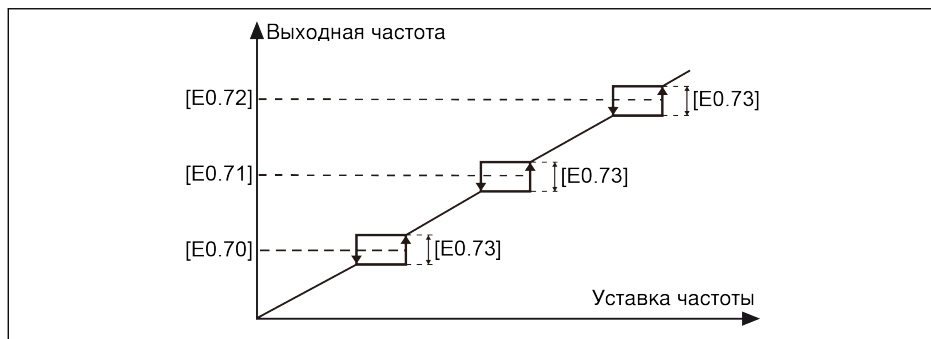 Выходная частота
[E0.72]
[E0.73]
[E0.71]
[E0.73]
[E0.70]
[E0.73]
Уставка частоты